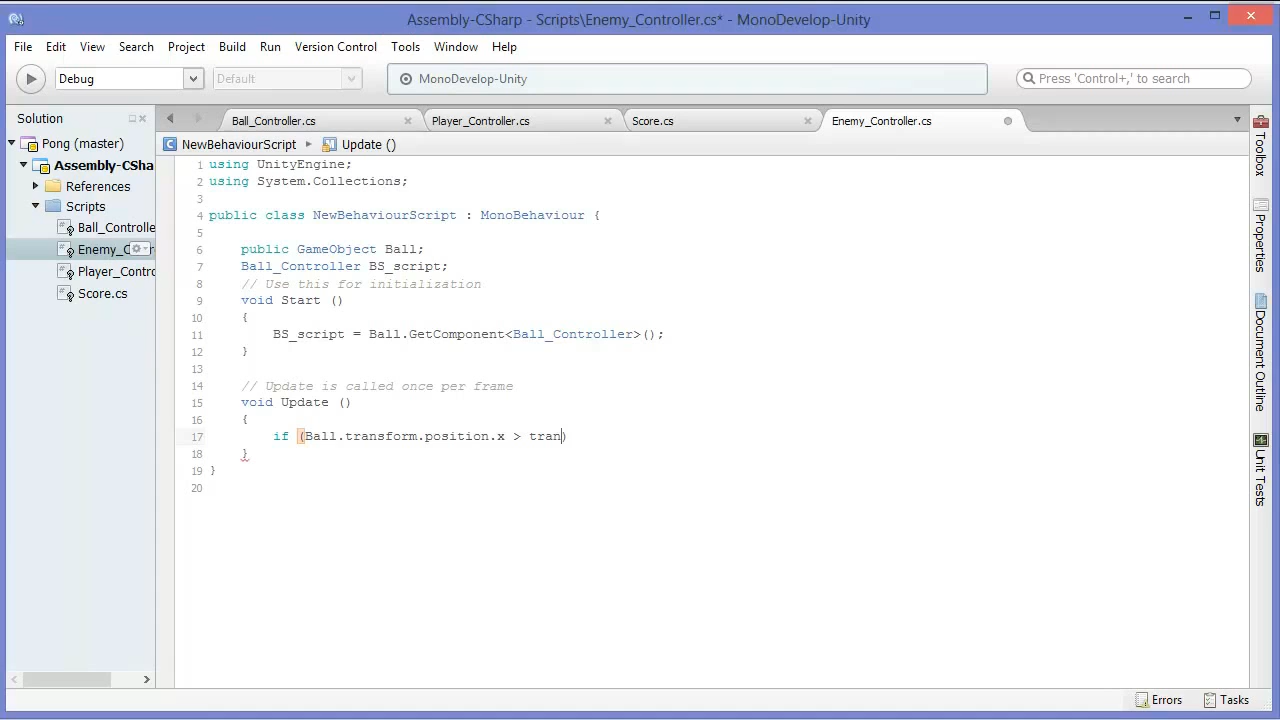 Assembly-CSharp - Scripts\Enemy_Controller.cs* - MonoDevelop-Unity
File Edit View Search Project Build Run Version Control Tools Window Help
Debug Default MonoDevelop-Unity Press 'Control+,' to search
Solution
Ball_Controller.cs Player_Controller.cs Score.cs Enemy_Controller.cs
Pong (master)
Assembly-CShar
References
Scripts
Ball_Controlle
Enemy_C
Player_Contro
Score.cs
NewBehaviourScript Update ()
1 using UnityEngine;
2 using System.Collections;
3
4 public class NewBehaviourScript : MonoBehaviour {
5
6 public GameObject Ball;
7 Ball_Controller BS_script;
8 // Use this for initialization
9 void Start ()
10 {
11 BS_script = Ball.GetComponent<Ball_Controller>();
12 }
13
14 // Update is called once per frame
15 void Update ()
16 {
17 if (Ball.transform.position.x > tran)
18 }
19 }
20
Toolbox
Properties
Document Outline
Unit Tests
Errors Tasks